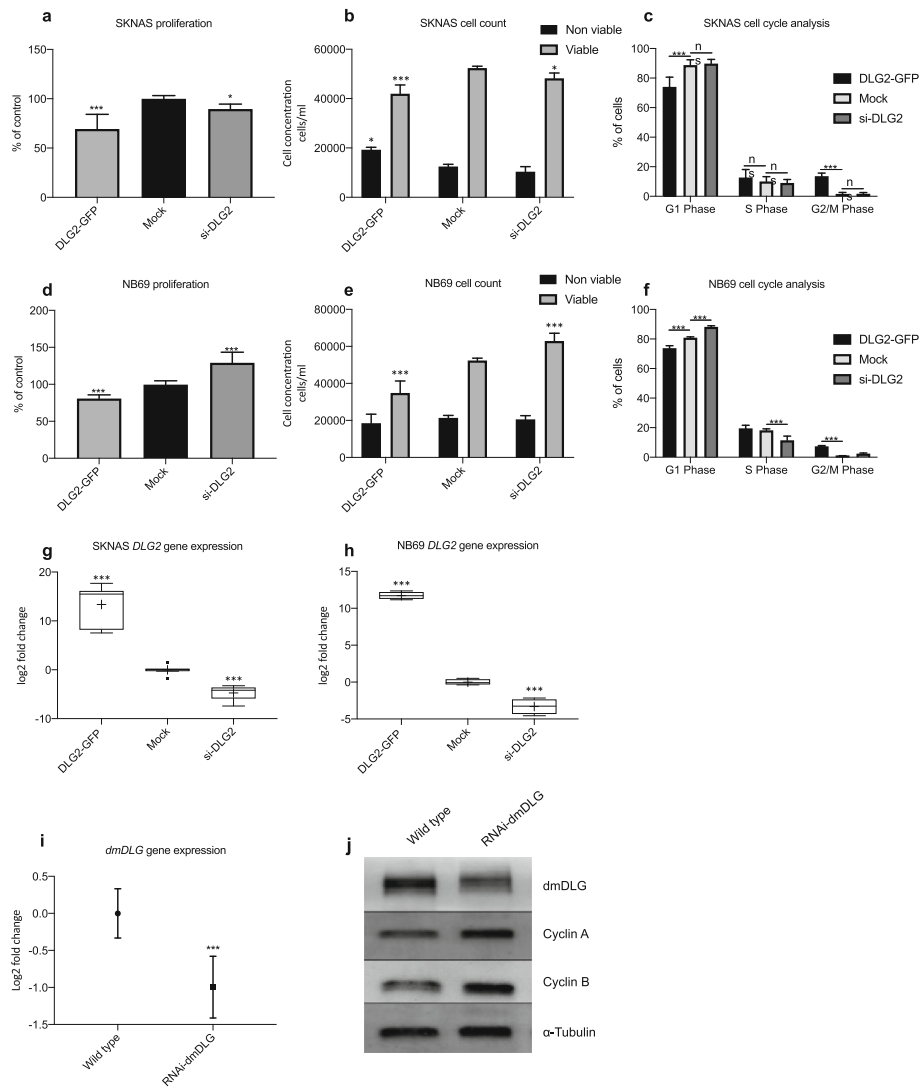 a
SKNAS proliferation
% of control
150
100
50
0
***
*
DLG2-GFP
Mock
si-DLG2
b
SKNAS cell count
Non viable
Viable
Cell concentration
cells/ml
60000
40000
20000
0
*
***
*
DLG2-GFP
Mock
si-DLG2
c
SKNAS cell cycle analysis
% of cells
100
80
60
40
20
0
***
n
s
n
s
n
s
***
n
s
G1 Phase
S Phase
G2/M Phase
DLG2-GFP
Mock
si-DLG2
d
NB69 proliferation
% of control
200
150
100
50
0
***
***
DLG2-GFP
Mock
si-DLG2
e
NB69 cell count
Non viable
Viable
Cell concentration
cells/ml
60000
80000
40000
20000
0
***
***
DLG2-GFP
Mock
si-DLG2
f
NB69 cell cycle analysis
% of cells
100
80
60
40
20
0
***
***
***
***
G1 Phase
S Phase
G2/M Phase
DLG2-GFP
Mock
si-DLG2
g
SKNAS DLG2 gene expression
log2 fold change
20
10
0
-10
***
***
DLG2-GFP
Mock
si-DLG2
h
NB69 DLG2 gene expression
log2 fold change
15
10
5
0
-5
***
***
DLG2-GFP
Mock
si-DLG2
i
dmDLG gene expression
Log2 fold change
0.5
0.0
-0.5
-1.0
-1.5
***
Wild type
RNAi-dmDLG
j
Wild type
RNAi-dmDLG
dmDLG
Cyclin A
Cyclin B
α-Tubulin